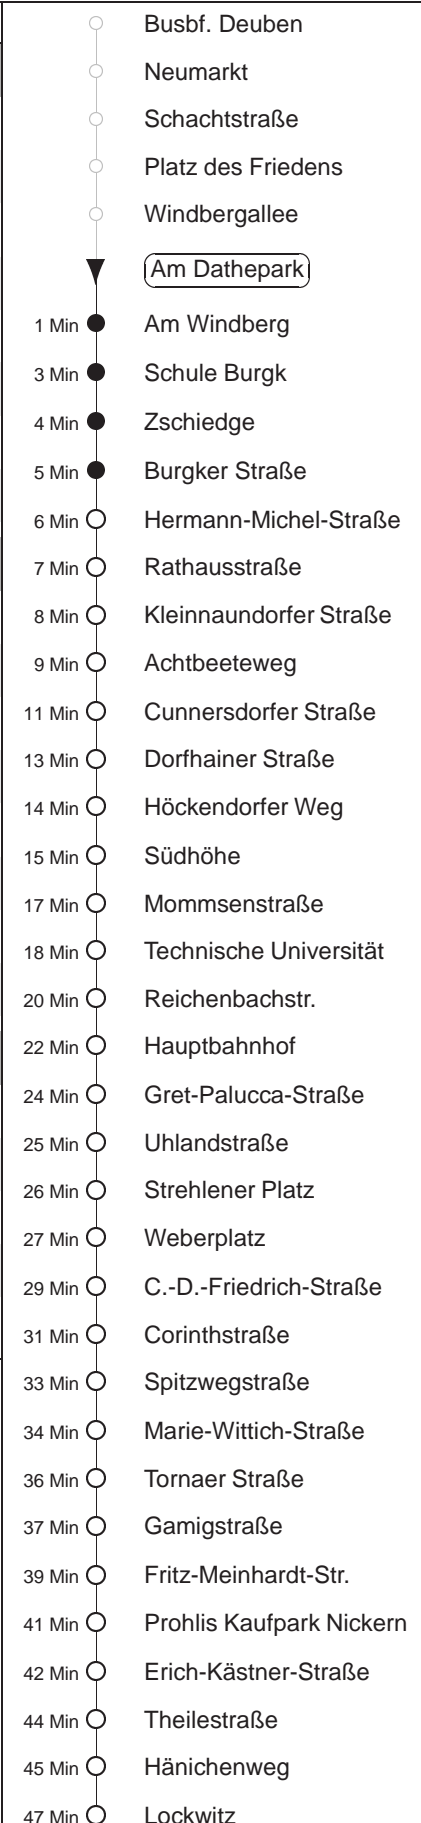 Busbf. Deuben
Neumarkt
Schachtstraße
Platz des Friedens
Windbergallee
Am Dathepark
1 Min Am Windberg
3 Min Schule Burgk
4 Min Zschiedge
5 Min Burgker Straße
6 Min Hermann-Michel-Straße
7 Min Rathausstraße
8 Min Kleinnaundorfer Straße
9 Min Achtbeeteweg
11 Min Cunnersdorfer Straße
13 Min Dorfhainer Straße
14 Min Höckendorfer Weg
15 Min Südhöhe
17 Min Mommsenstraße
18 Min Technische Universität
20 Min Reichenbachstr.
22 Min Hauptbahnhof
24 Min Gret-Palucca-Straße
25 Min Uhlandstraße
26 Min Strehlener Platz
27 Min Weberplatz
29 Min C.-D.-Friedrich-Straße
31 Min Corinthstraße
33 Min Spitzwegstraße
34 Min Marie-Wittich-Straße
36 Min Tornaer Straße
37 Min Gamigstraße
39 Min Fritz-Meinhardt-Str.
41 Min Prohlis Kaufpark Nickern
42 Min Erich-Kästner-Straße
44 Min Theilestraße
45 Min Hänichenweg
47 Min Lockwitz